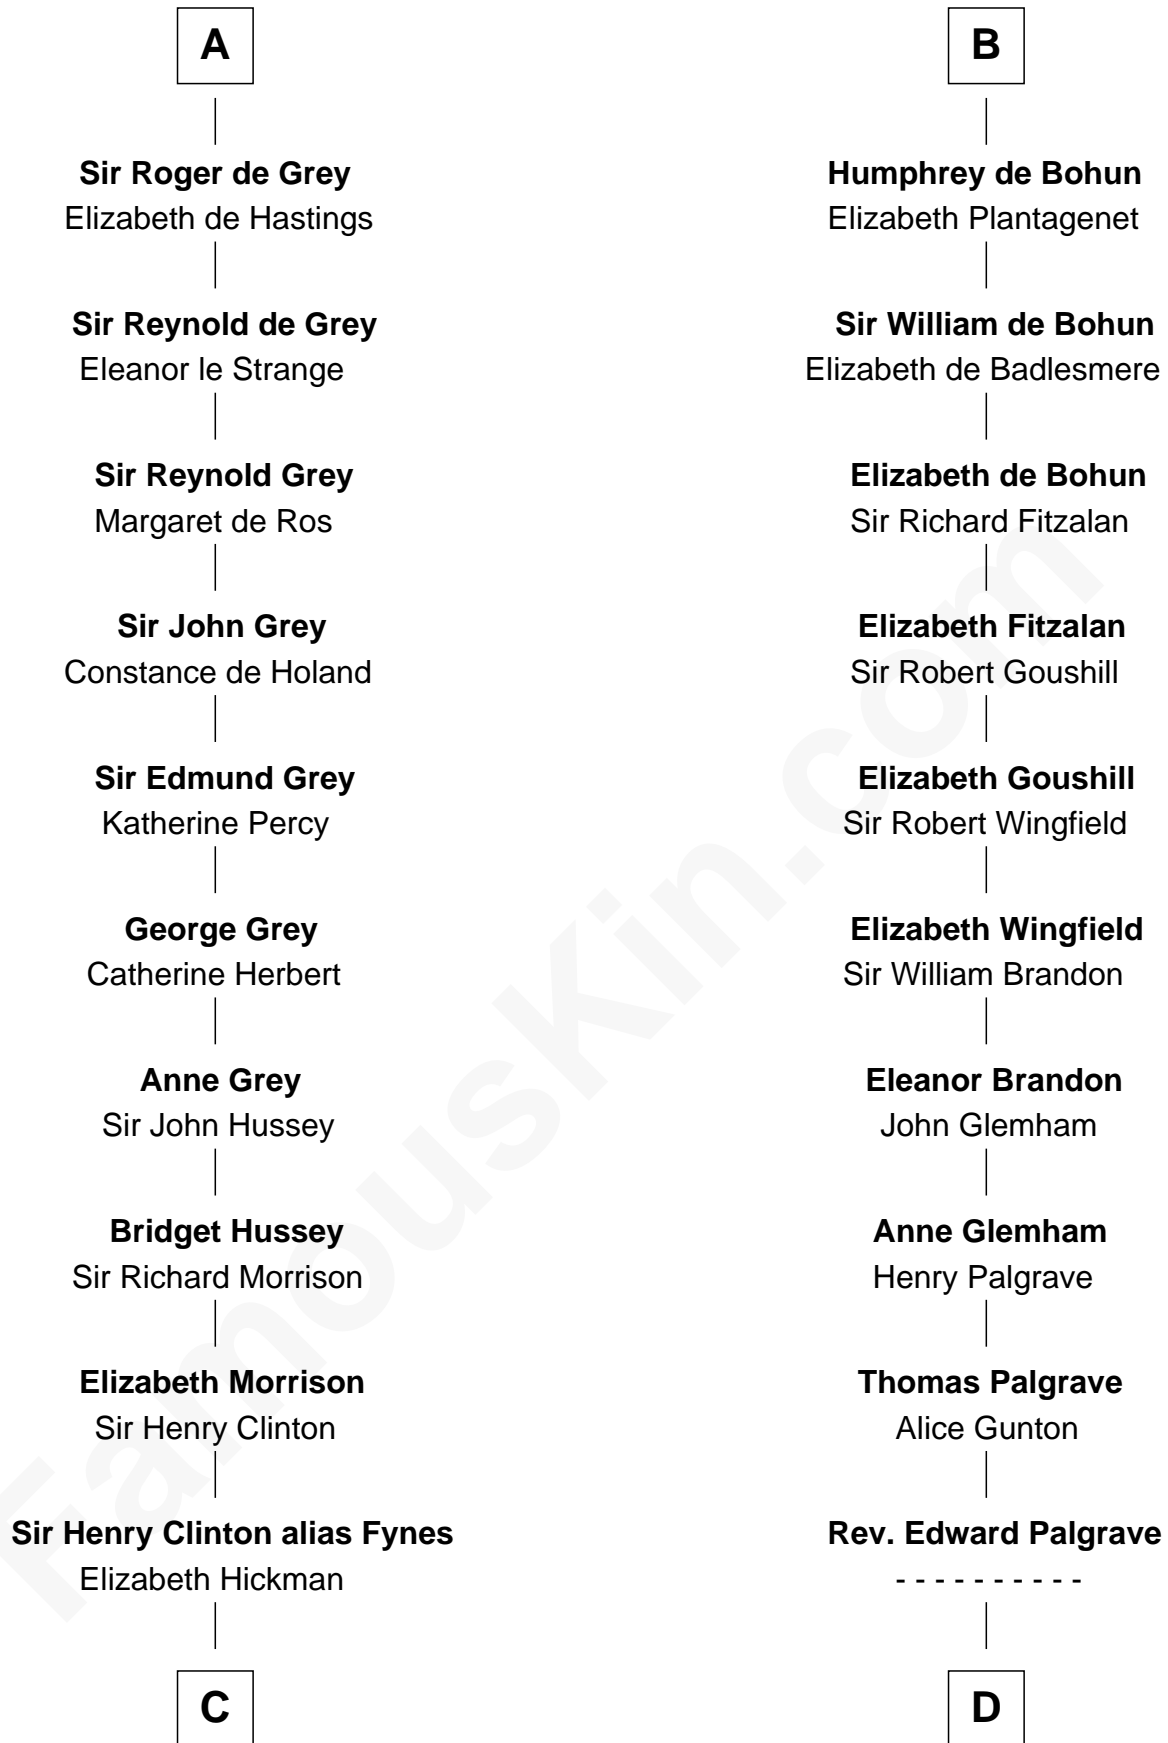 A
Sir Roger de Grey
Elizabeth de Hastings
Sir Reynold de Grey
Eleanor le Strange
Sir Reynold Grey
Margaret de Ros
Sir John Grey
Constance de Holand
Sir Edmund Grey
Katherine Percy
George Grey
Catherine Herbert
Anne Grey
Sir John Hussey
Bridget Hussey
Sir Richard Morrison
Elizabeth Morrison
Sir Henry Clinton
Sir Henry Clinton alias Fynes
Elizabeth Hickman
C
B
Humphrey de Bohun
Elizabeth Plantagenet
Sir William de Bohun
Elizabeth de Badlesmere
Elizabeth de Bohun
Sir Richard Fitzalan
Elizabeth Fitzalan
Sir Robert Goushill
Elizabeth Goushill
Sir Robert Wingfield
Elizabeth Wingfield
Sir William Brandon
Eleanor Brandon
John Glemham
Anne Glemham
Henry Palgrave
Thomas Palgrave
Alice Gunton
Rev. Edward Palgrave
- - - - - - - - - -
D
FamousKin.com